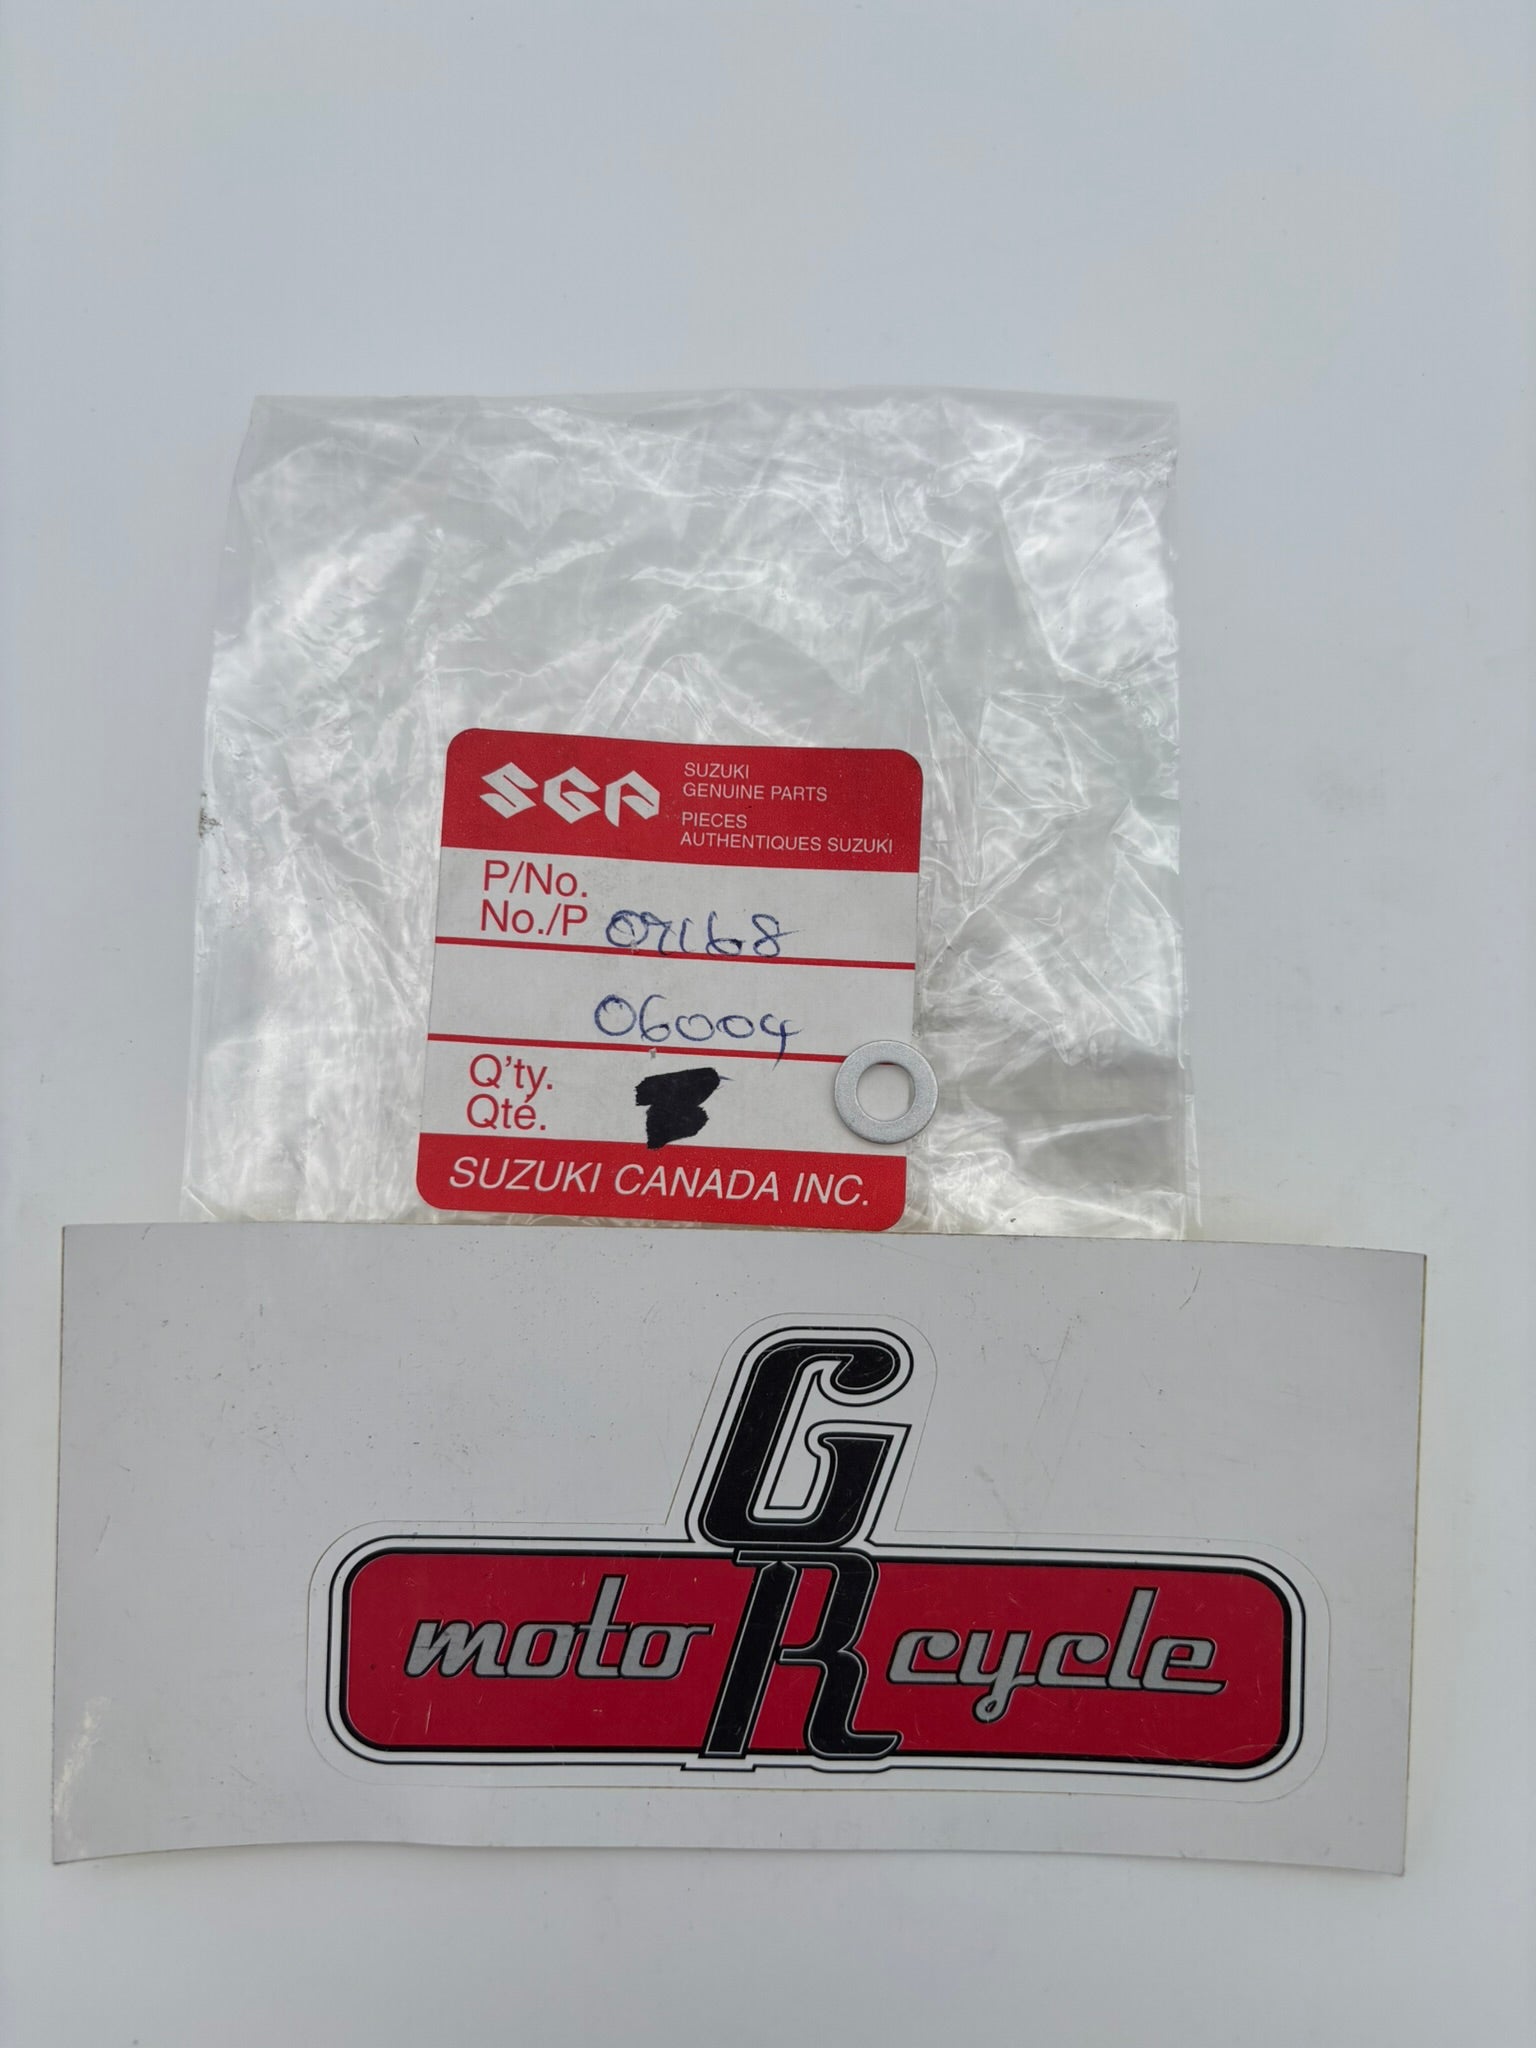 SGP SUZUKI
GENUINE PARTS
PIECES
AUTHENTIQUES SUZUKI
P/No.
No./P 09168
06004
Q'ty.
Qté.
SUZUKI CANADA INC.
G
moto R cycle